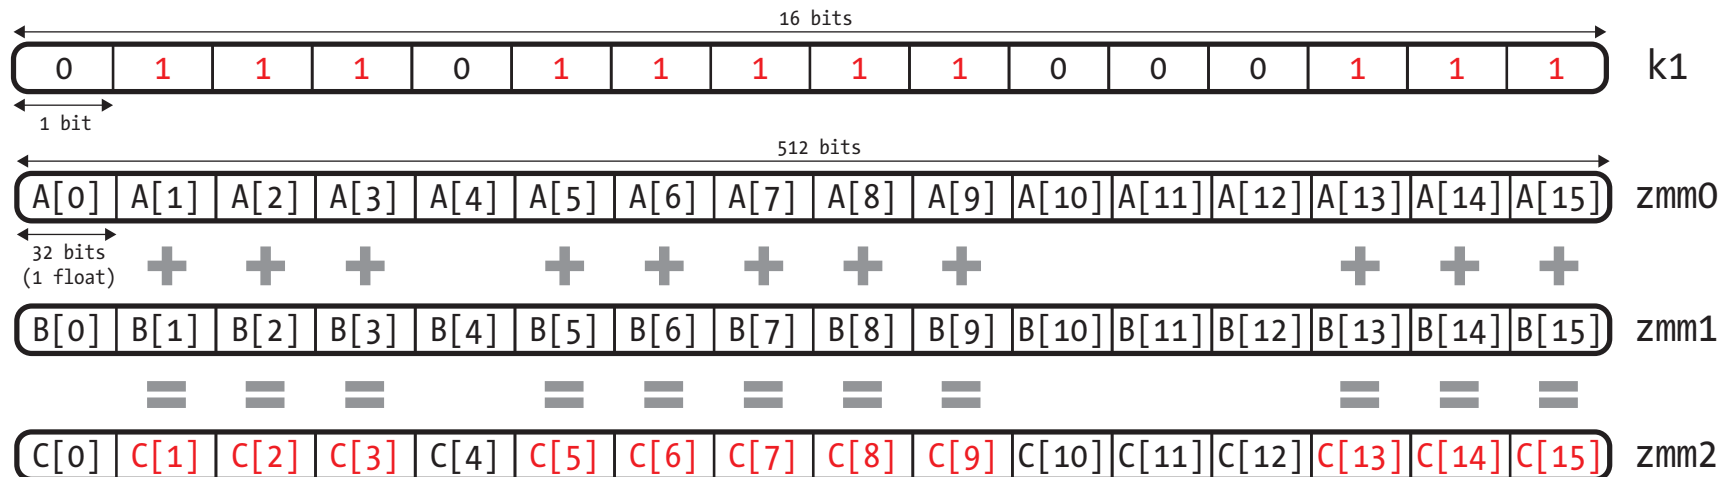 16 bits
0 1 1 1 0 1 1 1 1 1 0 0 0 1 1 1 k1
1 bit
512 bits
A[0] A[1] A[2] A[3] A[4] A[5] A[6] A[7] A[8] A[9] A[10] A[11] A[12] A[13] A[14] A[15] zmm0
32 bits
(1 float)
+ + + + + + + + + + +
B[0] B[1] B[2] B[3] B[4] B[5] B[6] B[7] B[8] B[9] B[10] B[11] B[12] B[13] B[14] B[15] zmm1
= = = = = = = = = = =
C[0] C[1] C[2] C[3] C[4] C[5] C[6] C[7] C[8] C[9] C[10] C[11] C[12] C[13] C[14] C[15] zmm2